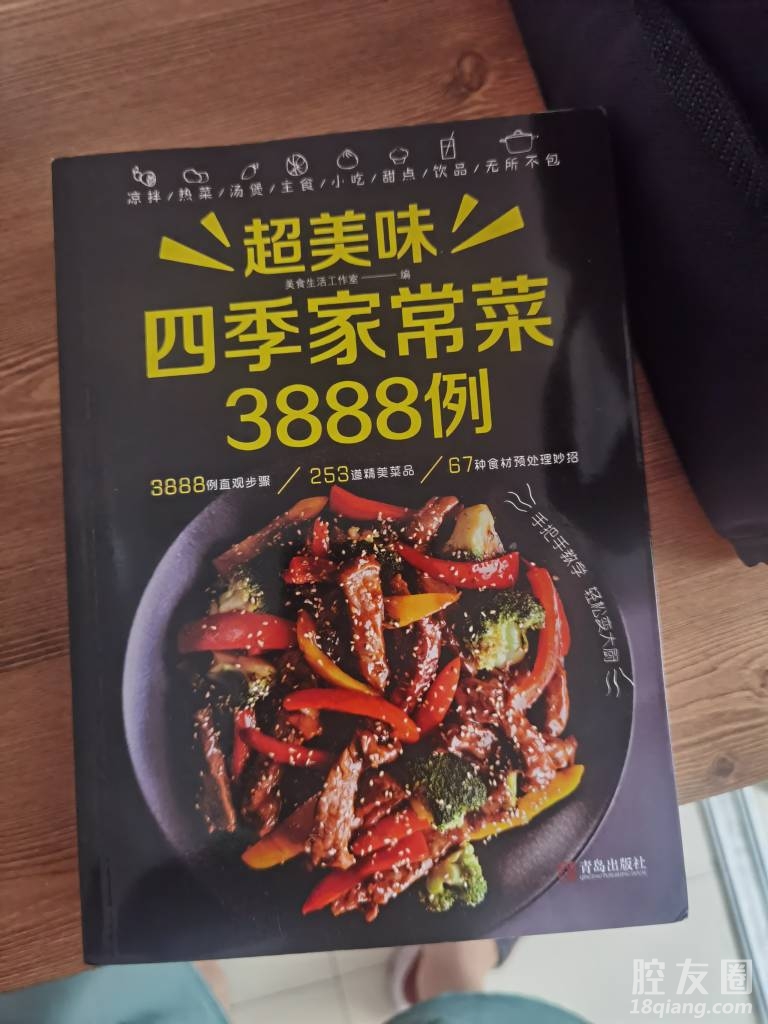 凉拌/热菜/汤煲/主食/小吃/甜点/饮品/无所不包
超美味
美食生活工作室——编
四季家常菜
3888例
3888例直观步骤/253道精美菜品/67种食材预处理妙招
手把手教学 轻松变大厨
青岛出版社
QINGDAO PUBLISHING HOUSE
腔友圈
18qiang.com